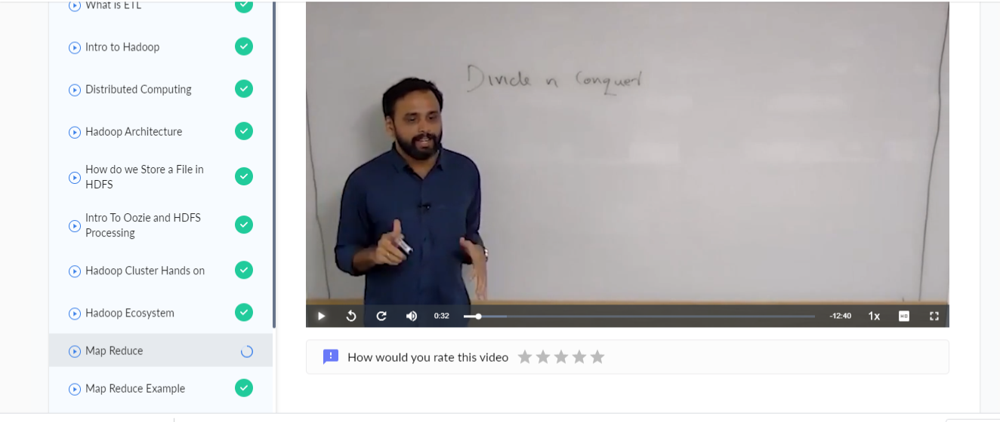 What is ETL
Intro to Hadoop
Distributed Computing
Hadoop Architecture
How do we Store a File in
HDFS
Intro To Oozie and HDFS
Processing
Hadoop Cluster Hands on
Hadoop Ecosystem
Map Reduce
Map Reduce Example
Divide n Conquer
0:32
-12:40
1x
HD
How would you rate this video